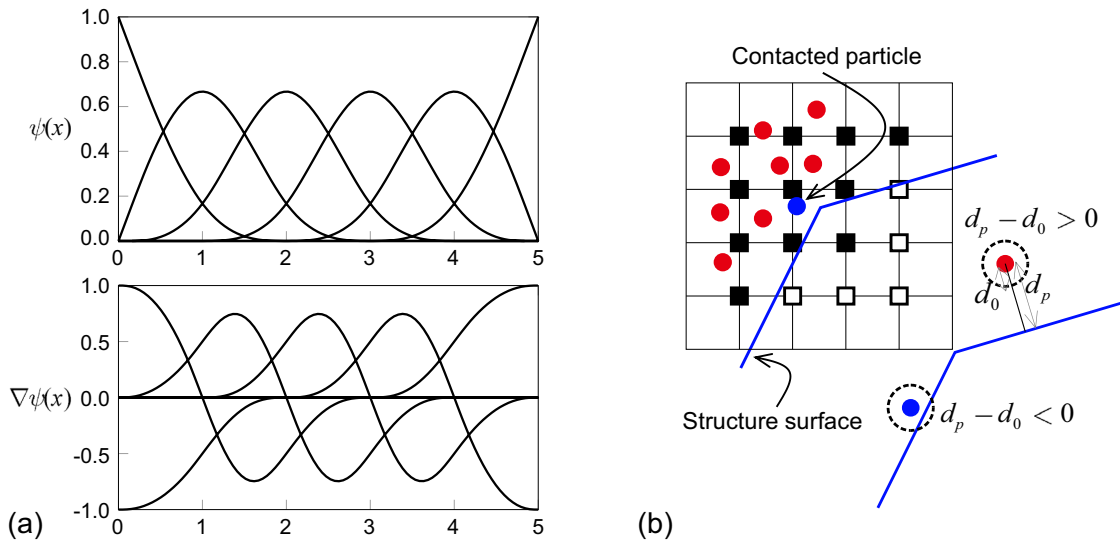 1.0
0.8
0.6
ψ(x)
0.4
0.2
0.0
0 1 2 3 4 5
1.0
0.5
∇ψ(x) 0.0
-0.5
-1.0
0 1 2 3 4 5
(a)
Contacted particle
d_p − d_0 > 0
d_0 d_p
Structure surface
d_p − d_0 < 0
(b)